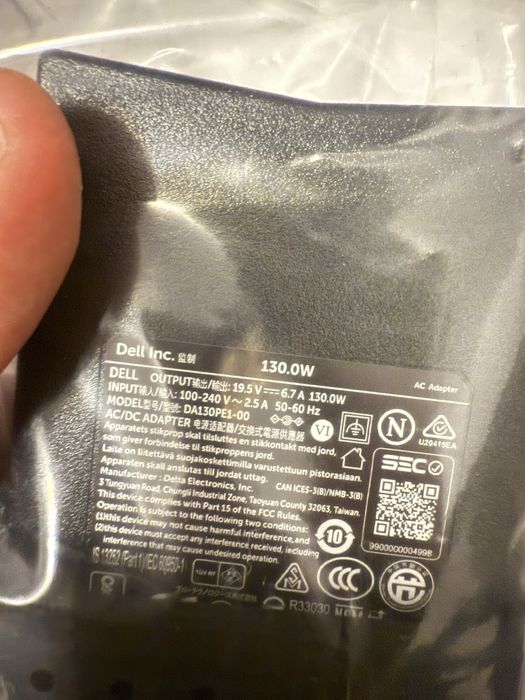 Dell Inc. 监制 130.0W AC Adapter
DELL OUTPUT输出/输出: 19.5 V⎓6.7 A 130.0W
INPUT输入/輸入: 100-240 V～2.5 A 50-60 Hz
MODEL型号/型號: DA130PE1-00
AC/DC ADAPTER 电源适配器/交换式電源供應器
VI N U20415EA
Apparatets stikprop skal tilsluttes en stikkontakt med jord,
som giver forbindelse til stikproppens jord.
Laite on liitettävä suojakoskettimilla varustettuun pistorasiaan.
Apparaten skall anslutas till jordat uttag. CAN ICES-3(B)/NMB-3(B)
SEC
Manufacturer : Delta Electronics, Inc.
3 Tungyuan Road, Chungli Industrial Zone, Taoyuan County 32063, Taiwan.
This device complies with Part 15 of the FCC Rules.
Operation is subject to the following two conditions:
(1)this device may not cause harmful interference,and
(2)this device must accept any interference received, including
interference that may cause undesired operation.
10
9900000004998
IS 13252 (Part 1)/IEC 60950-1
CCC
R33030